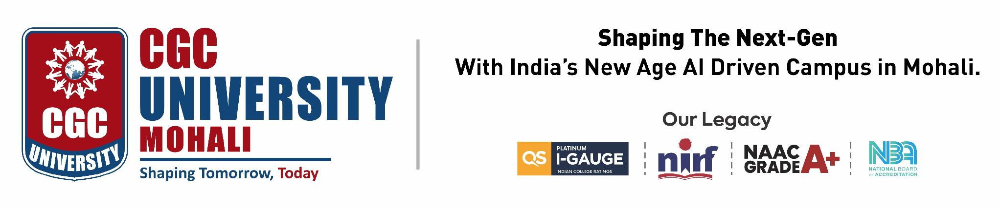 CGC
UNIVERSITY
CGC
UNIVERSITY
MOHALI
Shaping Tomorrow, Today
Shaping The Next-Gen
With India's New Age AI Driven Campus in Mohali.
Our Legacy
QS
PLATINUM
I-GAUGE
INDIAN COLLEGE RATINGS
nirf
NAAC
GRADE A+
NBA
NATIONAL BOARD
OF ACCREDITATION